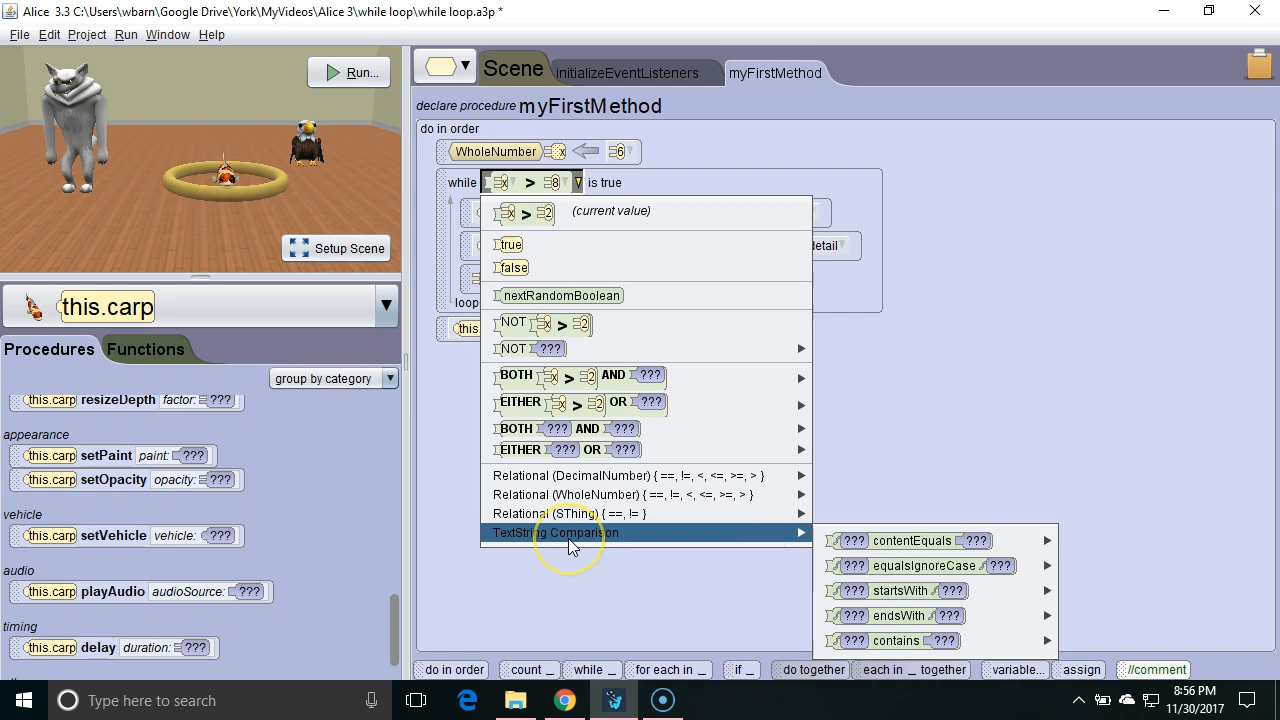 Alice 3.3 C:\Users\wbarn\Google Drive\York\MyVideos\Alice 3\while loop\while loop.a3p *
File Edit Project Run Window Help
Run...
Setup Scene
this.carp
Procedures Functions
group by category
this.carp resizeDepth factor: ???
appearance
this.carp setPaint paint: ???
this.carp setOpacity opacity: ???
vehicle
this.carp setVehicle vehicle: ???
audio
this.carp playAudio audioSource: ???
timing
this.carp delay duration: ???
Scene initializeEventListeners myFirstMethod
declare procedure myFirstMethod
do in order
WholeNumber x 6
while x > 8 is true
detail
loop
this
x > 2 (current value)
true
false
nextRandomBoolean
NOT x > 2
NOT ???
BOTH x > 2 AND ???
EITHER x > 2 OR ???
BOTH ??? AND ???
EITHER ??? OR ???
Relational (DecimalNumber) { ==, !=, <, <=, >=, > }
Relational (WholeNumber) { ==, !=, <, <=, >=, > }
Relational (SThing) { ==, != }
TextString Comparison
??? contentEquals ???
??? equalsIgnoreCase ???
??? startsWith ???
??? endsWith ???
??? contains ???
do in order count _ while _ for each in _ if _ do together each in _ together variable... assign //comment
Type here to search
8:56 PM
11/30/2017